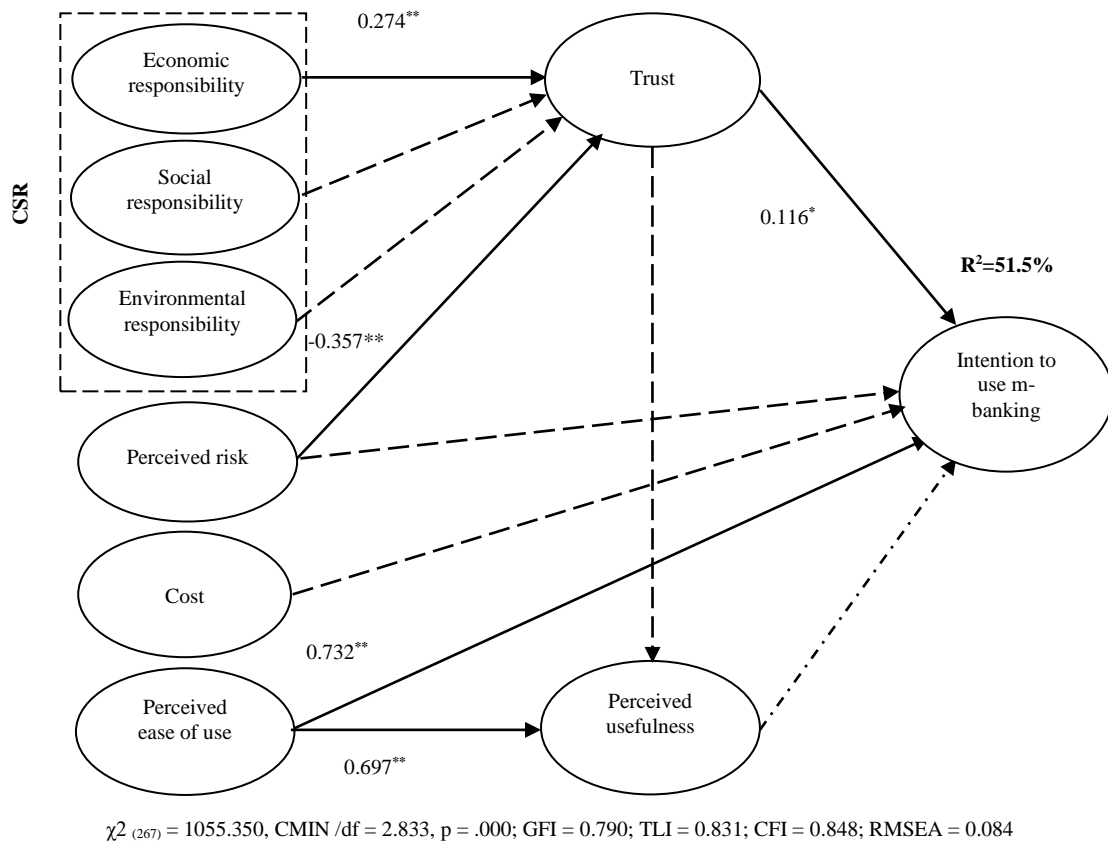 0.274**
Economic
responsibility
Trust
Social
responsibility
CSR
0.116*
R²=51.5%
Environmental
responsibility
-0.357**
Intention to
use m-
banking
Perceived risk
Cost
0.732**
Perceived
ease of use
Perceived
usefulness
0.697**
χ2 (267) = 1055.350, CMIN /df = 2.833, p = .000; GFI = 0.790; TLI = 0.831; CFI = 0.848; RMSEA = 0.084